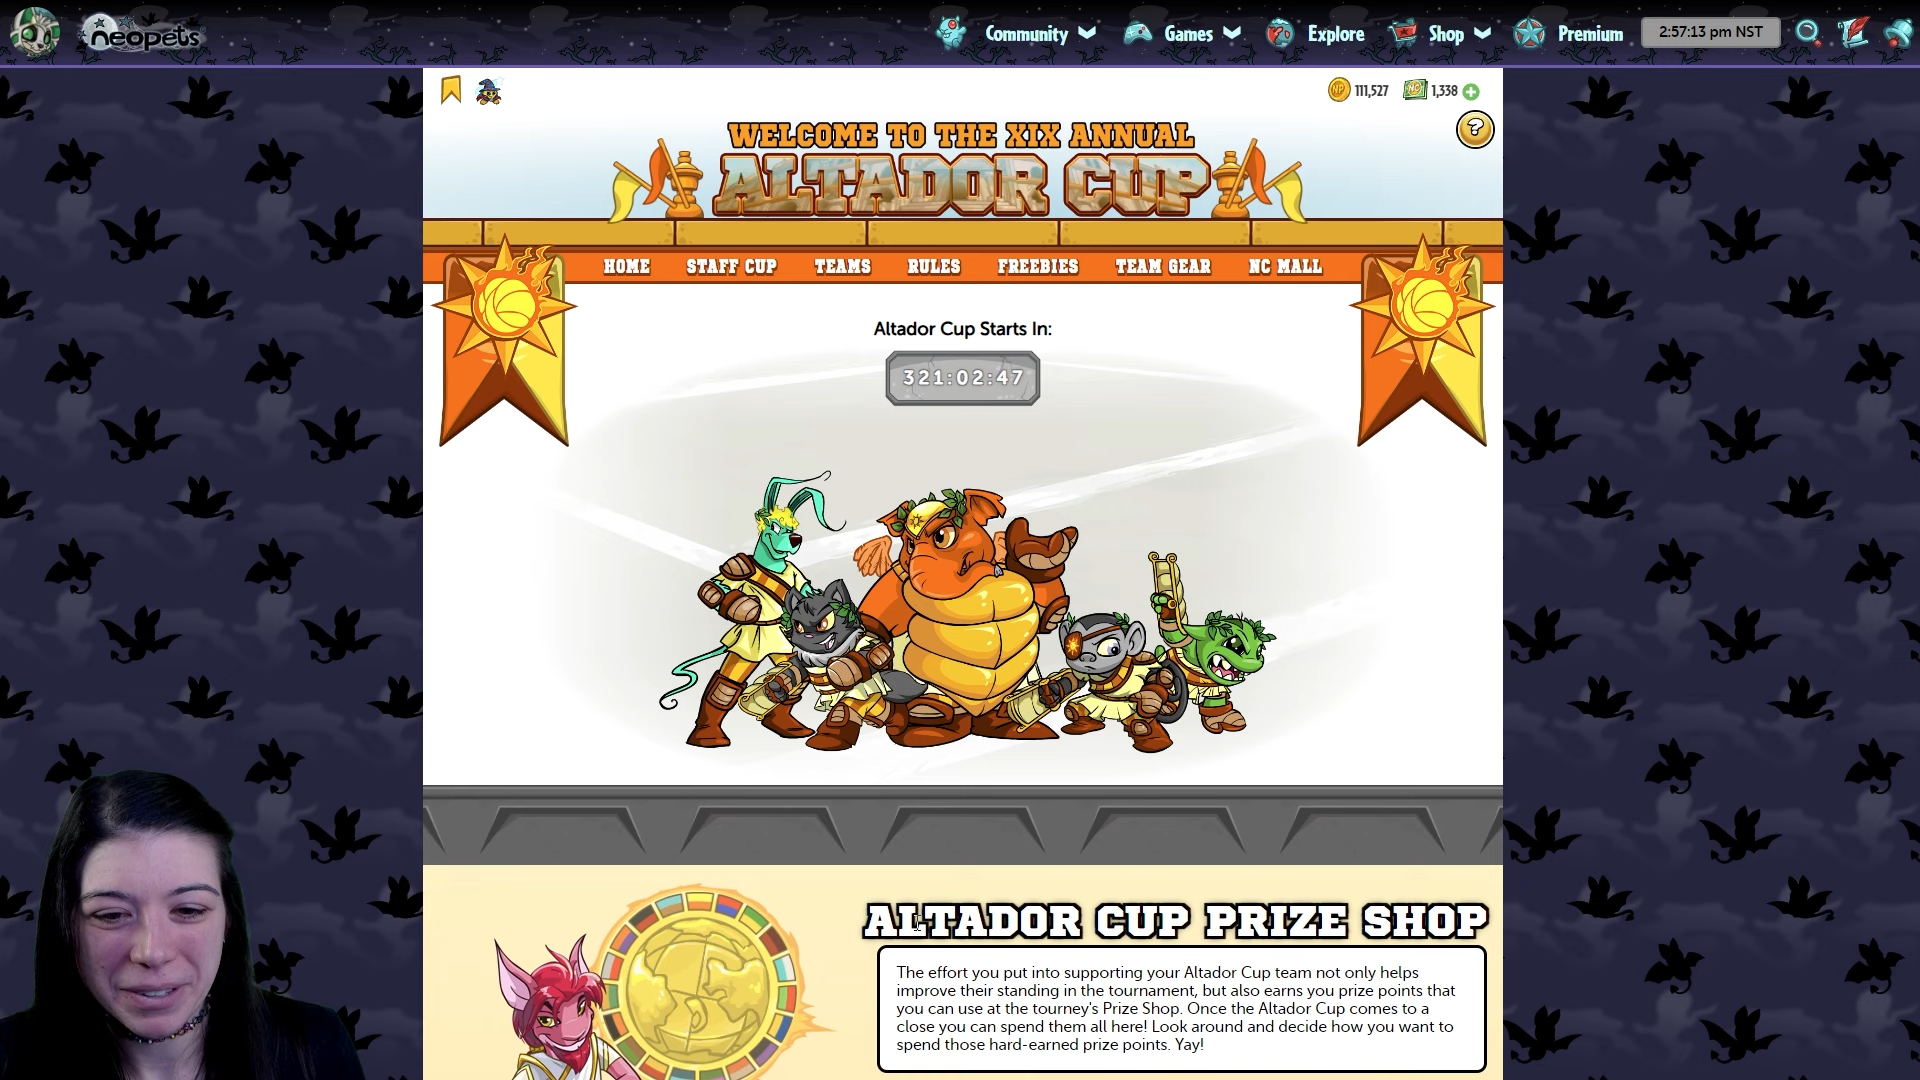 neopets
Community
Games
Explore
Shop
Premium
2:57:13 pm NST
NP
111,527
NC
1,338
WELCOME TO THE XIX ANNUAL
ALTADOR CUP
?
HOME
STAFF CUP
TEAMS
RULES
FREEBIES
TEAM GEAR
NC MALL
Altador Cup Starts In:
321:02:47
ALTADOR CUP PRIZE SHOP
The effort you put into supporting your Altador Cup team not only helps
improve their standing in the tournament, but also earns you prize points that
you can use at the tourney's Prize Shop. Once the Altador Cup comes to a
close you can spend them all here! Look around and decide how you want to
spend those hard-earned prize points. Yay!